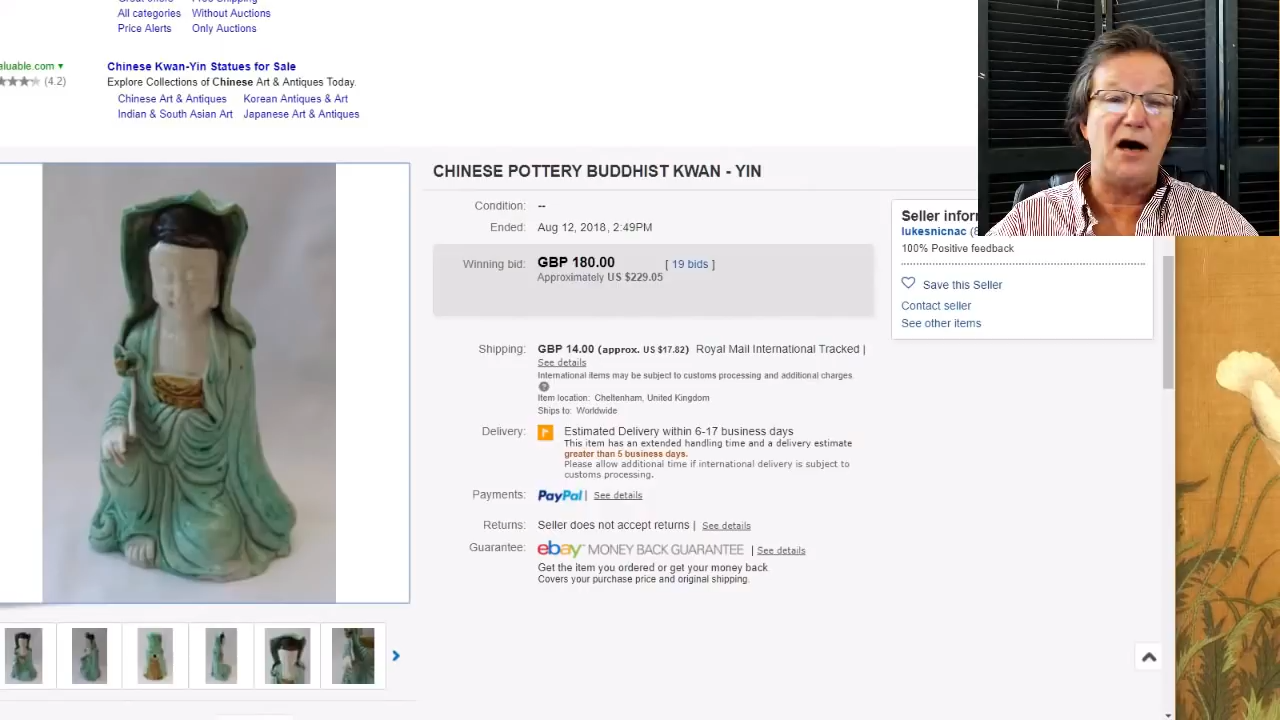 All categories Without Auctions
Price Alerts Only Auctions
Chinese Kwan-Yin Statues for Sale
(4.2)
Explore Collections of Chinese Art & Antiques Today.
Chinese Art & Antiques Korean Antiques & Art
Indian & South Asian Art Japanese Art & Antiques
CHINESE POTTERY BUDDHIST KWAN - YIN
Condition: --
Ended: Aug 12, 2018, 2:49PM
Winning bid: GBP 180.00 [ 19 bids ]
Approximately US $229.05
Shipping: GBP 14.00 (approx. US $17.82) Royal Mail International Tracked |
See details
International items may be subject to customs processing and additional charges.
Item location: Cheltenham, United Kingdom
Ships to: Worldwide
Delivery: Estimated Delivery within 6-17 business days
This item has an extended handling time and a delivery estimate
greater than 5 business days.
Please allow additional time if international delivery is subject to
customs processing.
Payments: PayPal | See details
Returns: Seller does not accept returns | See details
Guarantee: ebay MONEY BACK GUARANTEE | See details
Get the item you ordered or get your money back
Covers your purchase price and original shipping.
Seller
lukesnicnac
100% Positive feedback
Save this Seller
Contact seller
See other items